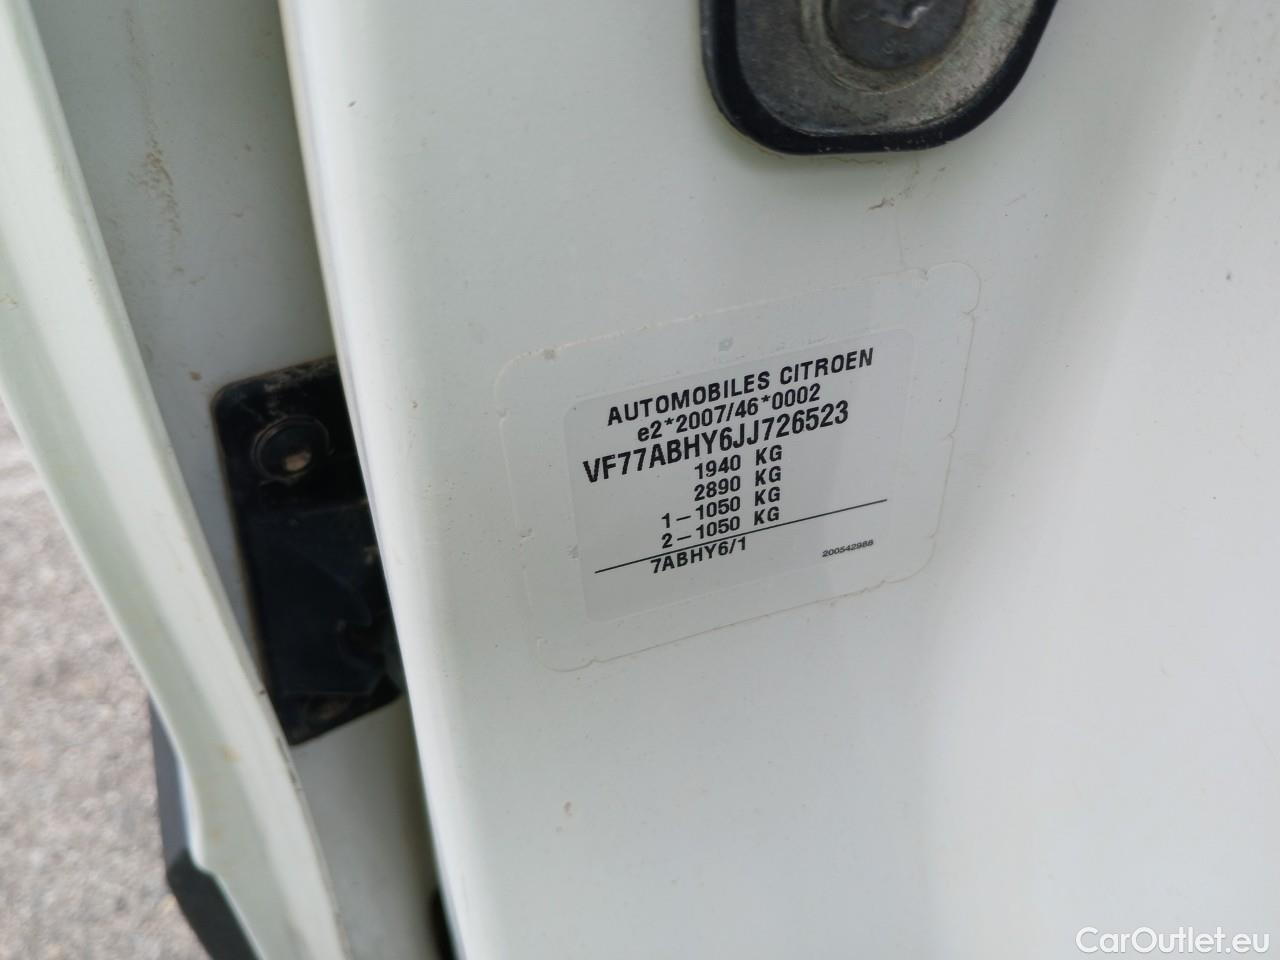 AUTOMOBILES CITROEN
e2*2007/46*0002
VF77ABHY6JJ726523
1940 KG
2890 KG
1-1050 KG
2-1050 KG
7ABHY6/1
200542988
CarOutlet.eu